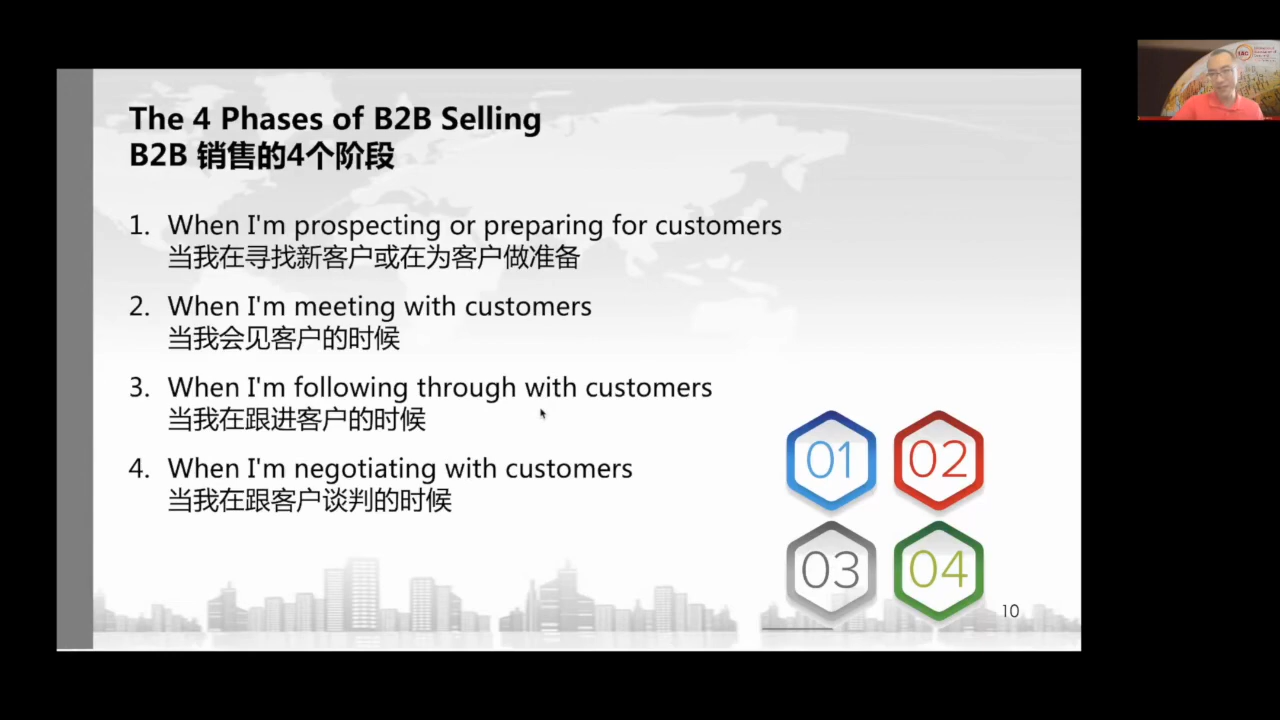 The 4 Phases of B2B Selling
B2B 销售的4个阶段
1. When I'm prospecting or preparing for customers
当我在寻找新客户或在为客户做准备
2. When I'm meeting with customers
当我会见客户的时候
3. When I'm following through with customers
当我在跟进客户的时候
4. When I'm negotiating with customers
当我在跟客户谈判的时候
01 02
03 04
10